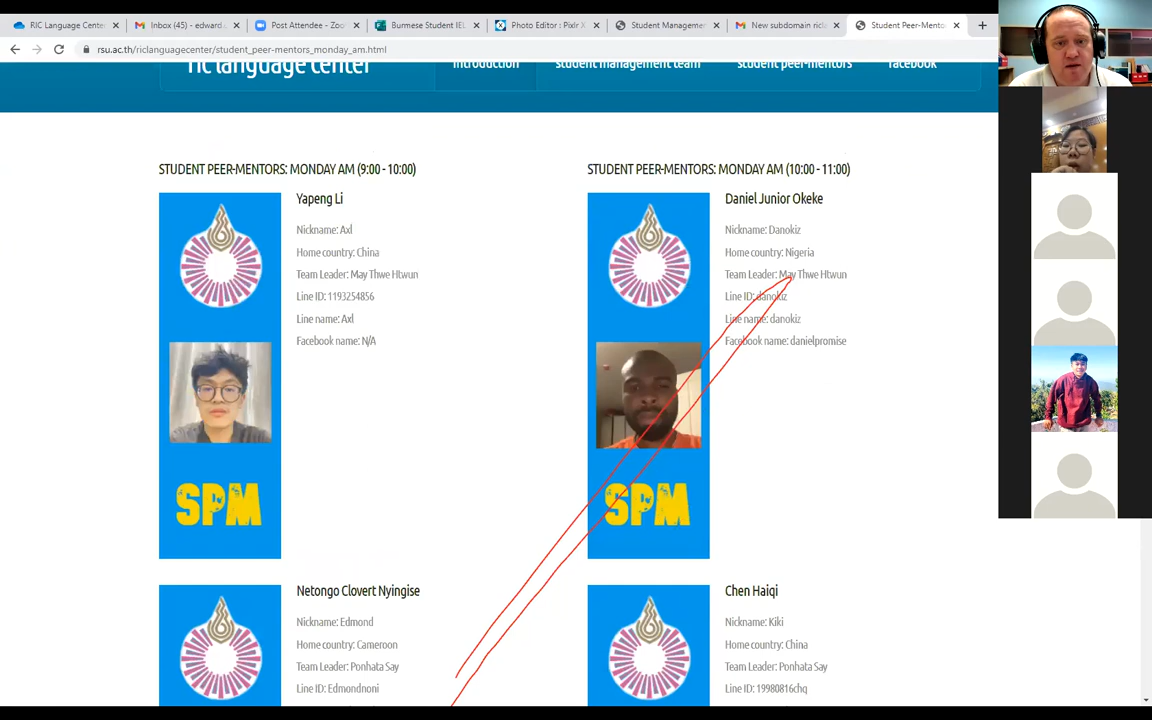 RIC Language Center
Inbox (45) - edward
Post Attendee - Zoo
Burmese Student IEL
Photo Editor : Pixlr X
Student Manageme
New subdomain ricl
Student Peer-Mento
rsu.ac.th/riclanguagecenter/student_peer-mentors_monday_am.html
ric language center
introduction
student management team
student peer-mentors
facebook
STUDENT PEER-MENTORS: MONDAY AM (9:00 - 10:00)
Yapeng Li
Nickname: Axl
Home country: China
Team Leader: May Thwe Htwun
Line ID: 1193254856
Line name: Axl
Facebook name: N/A
SPM
STUDENT PEER-MENTORS: MONDAY AM (10:00 - 11:00)
Daniel Junior Okeke
Nickname: Danokiz
Home country: Nigeria
Team Leader: May Thwe Htwun
Line ID: danokiz
Line name: danokiz
Facebook name: danielpromise
SPM
Netongo Clovert Nyingise
Nickname: Edmond
Home country: Cameroon
Team Leader: Ponhata Say
Line ID: Edmondnoni
Chen Haiqi
Nickname: Kiki
Home country: China
Team Leader: Ponhata Say
Line ID: 19980816chq